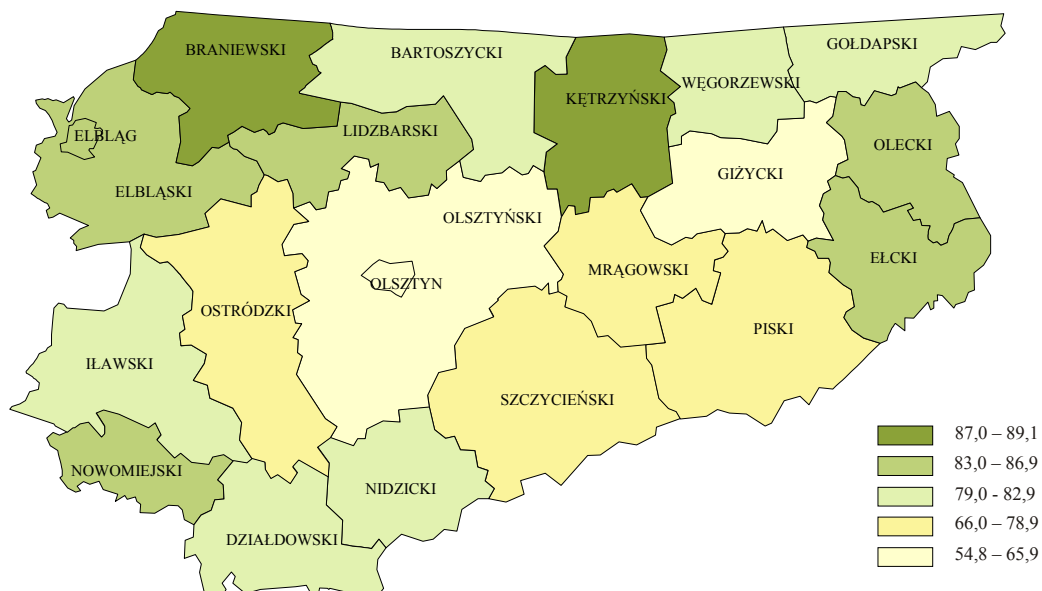 GOŁDAPSKI
BRANIEWSKI
BARTOSZYCKI
WĘGORZEWSKI
KĘTRZYŃSKI
LIDZBARSKI
ELBLĄG
OLECKI
GIŻYCKI
ELBLĄSKI
OLSZTYŃSKI
EŁCKI
MRĄGOWSKI
OLSZTYN
OSTRÓDZKI
PISKI
IŁAWSKI
SZCZYCIEŃSKI
NOWOMIEJSKI
NIDZICKI
DZIAŁDOWSKI
87,0 – 89,1
83,0 – 86,9
79,0 - 82,9
66,0 – 78,9
54,8 – 65,9